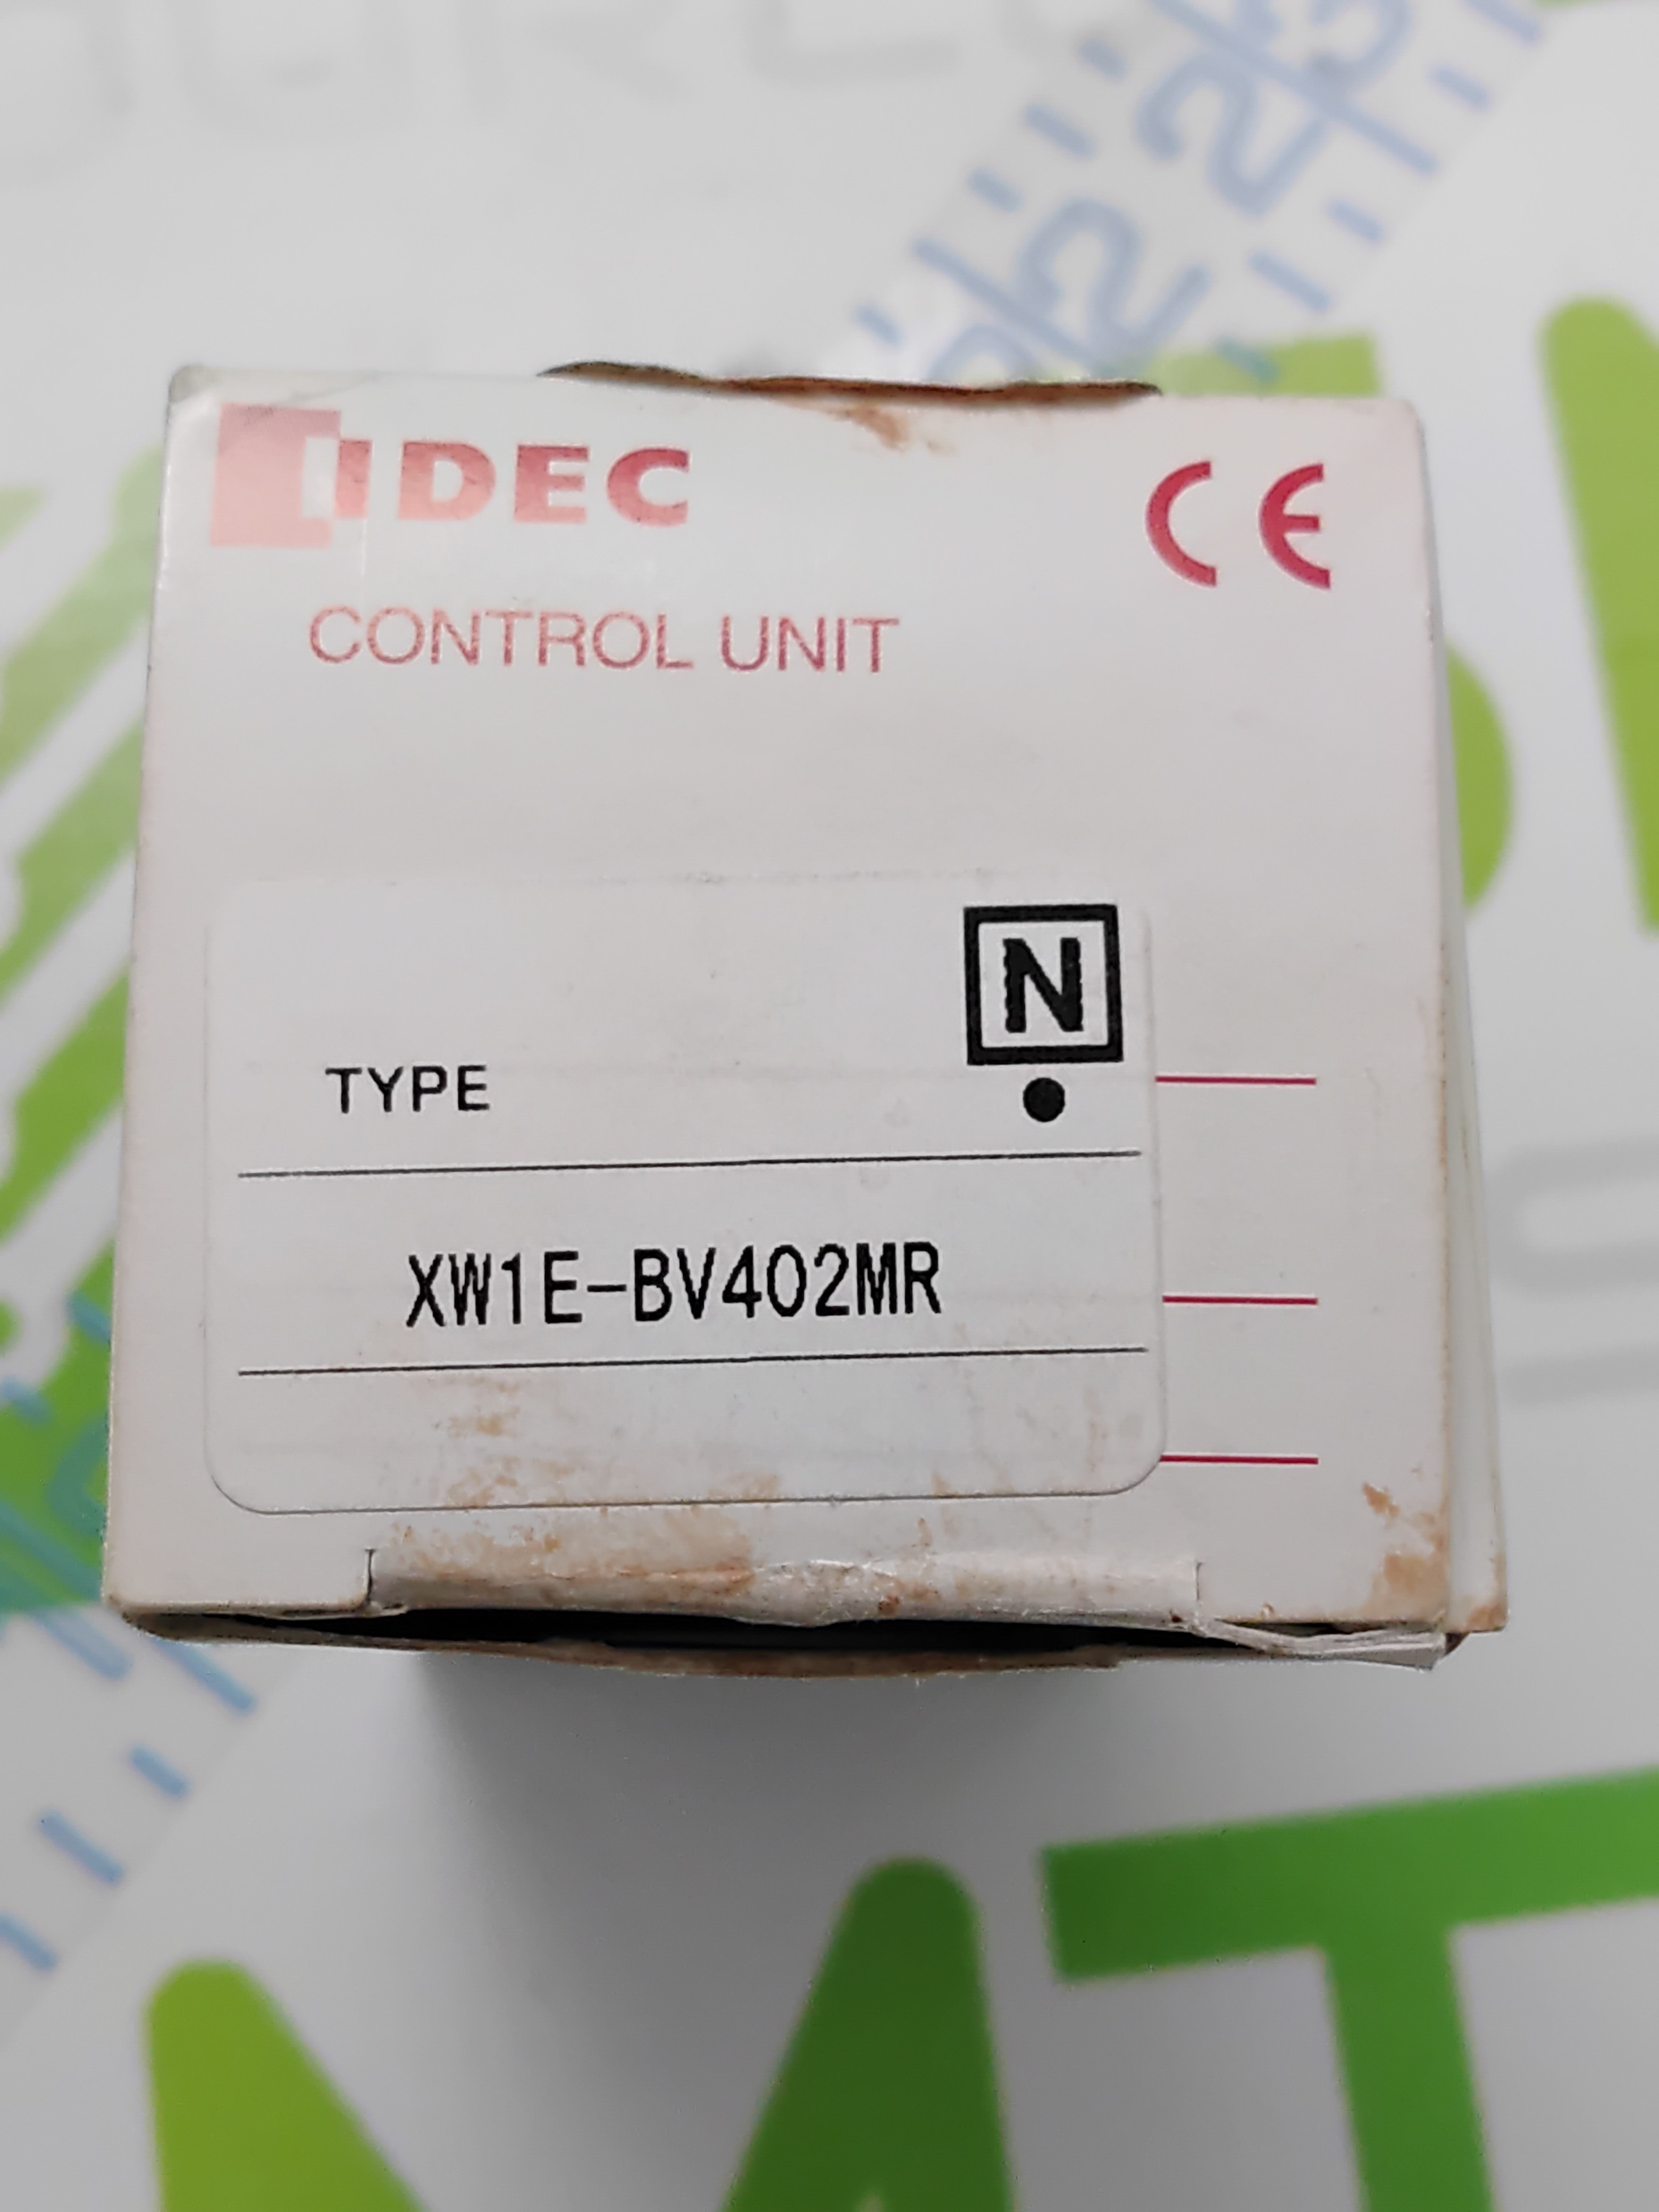 IDEC
CE
CONTROL UNIT
N
TYPE
XW1E-BV402MR